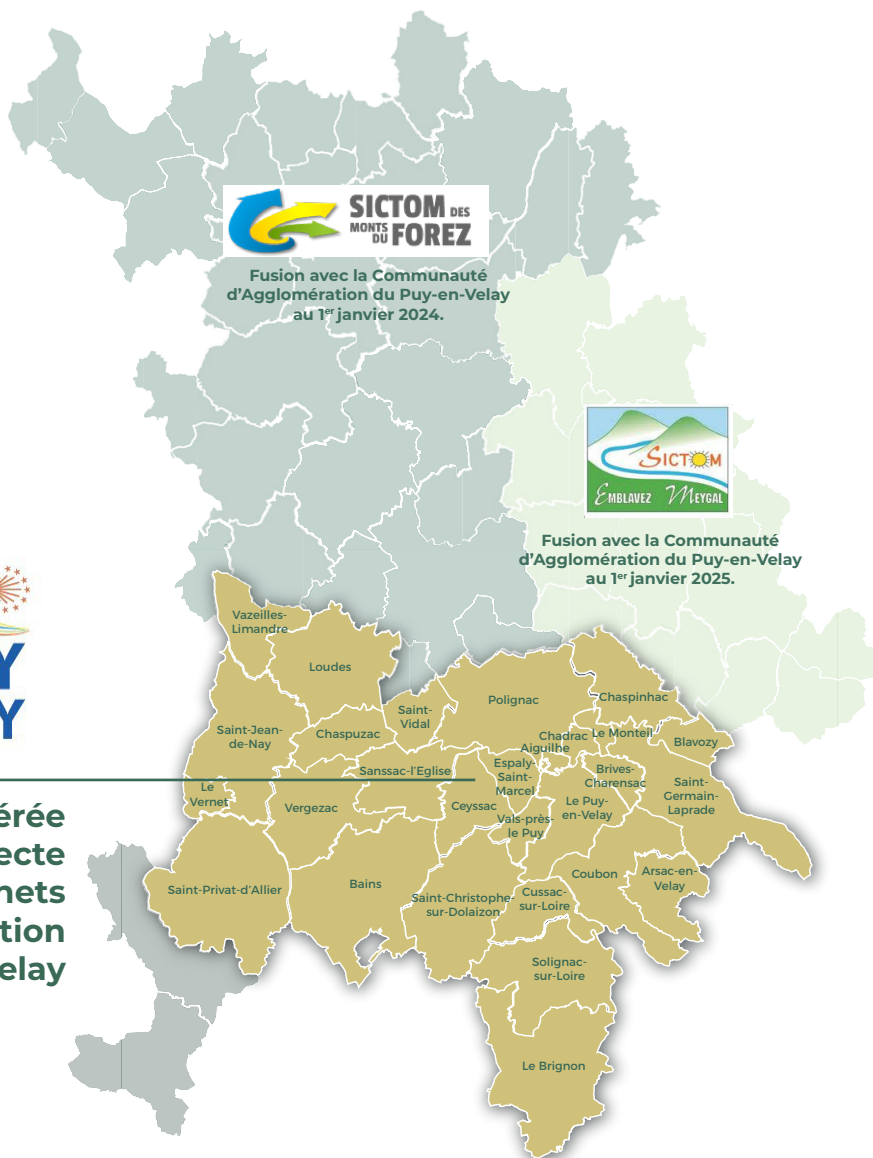 SICTOM DES
MONTS
DU FOREZ
Fusion avec la Communauté
d'Agglomération du Puy-en-Velay
au 1er janvier 2024.
SICTOM
EMBLAVEZ MEYGAL
Fusion avec la Communauté
d'Agglomération du Puy-en-Velay
au 1er janvier 2025.
Y
Y
Vazeilles-
Limandre
Loudes
Polignac
Chaspinhac
Saint-
Vidal
Saint-Jean-
de-Nay
Chaspuzac
Chadrac
Le Monteil
Aiguilhe
Blavozy
Sanssac-l'Eglise
Espaly-
Saint-
Marcel
Brives-
Charensac
Saint-
Germain-
Laprade
Le
Vernet
Vergezac
Ceyssac
Le Puy-
en-Velay
Vals-près-
le Puy
Saint-Privat-d'Allier
Bains
Saint-Christophe-
sur-Dolaizon
Cussac-
sur-Loire
Coubon
Arsac-en-
Velay
Solignac-
sur-Loire
Le Brignon
érée
ecte
nets
tion
elay